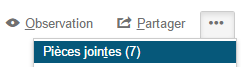 Observation Partager •••
Pièces jointes (7)